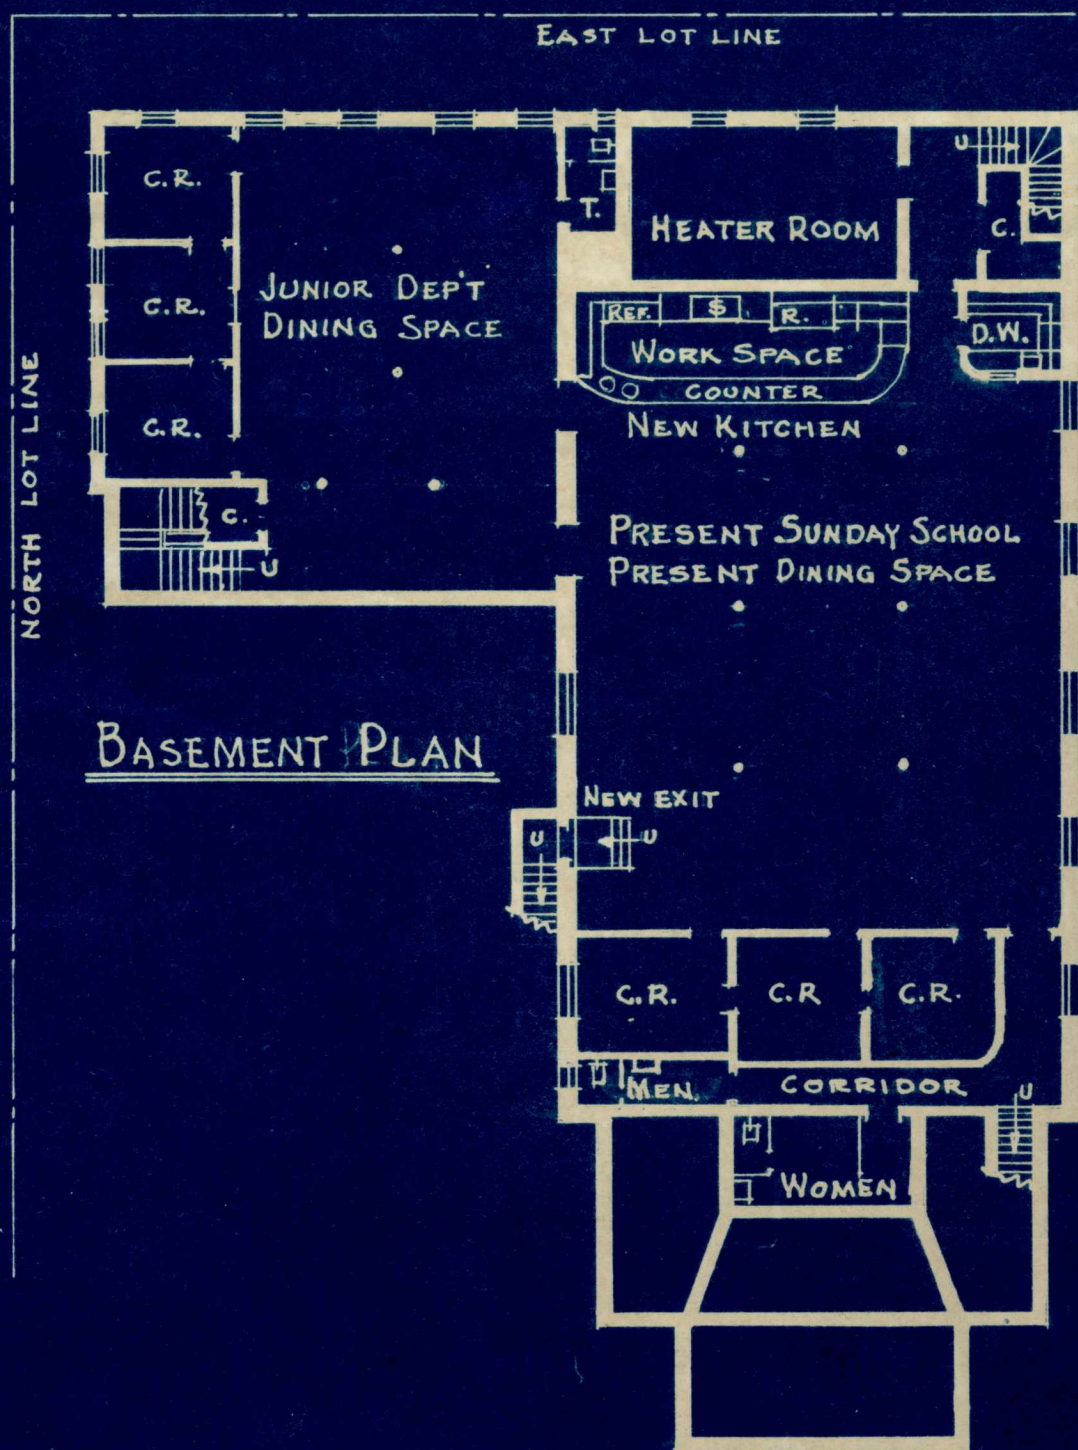 EAST LOT LINE
NORTH LOT LINE
C.R.
C.R.
C.R.
JUNIOR DEP'T
DINING SPACE
T.
HEATER ROOM
U
C.
REF.
$
R.
D.W.
WORK SPACE
COUNTER
NEW KITCHEN
C.
U
PRESENT SUNDAY SCHOOL
PRESENT DINING SPACE
BASEMENT PLAN
NEW EXIT
U
U
C.R.
C.R
C.R.
MEN.
CORRIDOR
U
WOMEN